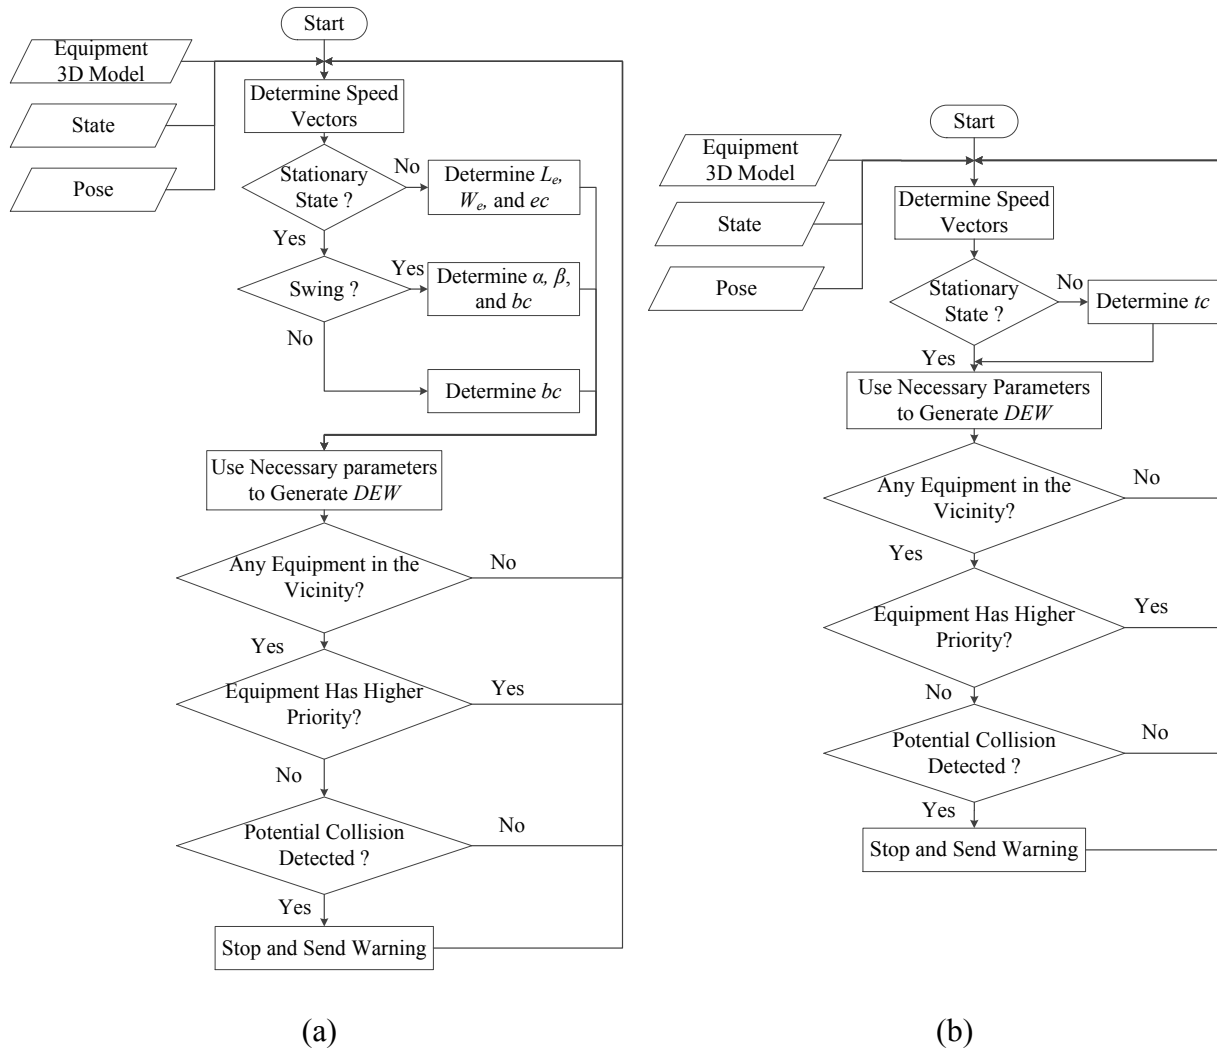 Start
Equipment
3D Model
State
Pose
Determine Speed
Vectors
Stationary
State ?
No
Determine Lₑ,
Wₑ, and ec
Yes
Swing ?
Yes
Determine α, β,
and bc
No
Determine bc
Use Necessary parameters
to Generate DEW
Any Equipment in the
Vicinity?
No
Yes
Equipment Has Higher
Priority?
Yes
No
Potential Collision
Detected ?
No
Yes
Stop and Send Warning
(a)
Start
Equipment
3D Model
State
Pose
Determine Speed
Vectors
Stationary
State ?
No
Determine tc
Yes
Use Necessary Parameters
to Generate DEW
Any Equipment in the
Vicinity?
No
Yes
Equipment Has Higher
Priority?
Yes
No
Potential Collision
Detected ?
No
Yes
Stop and Send Warning
(b)